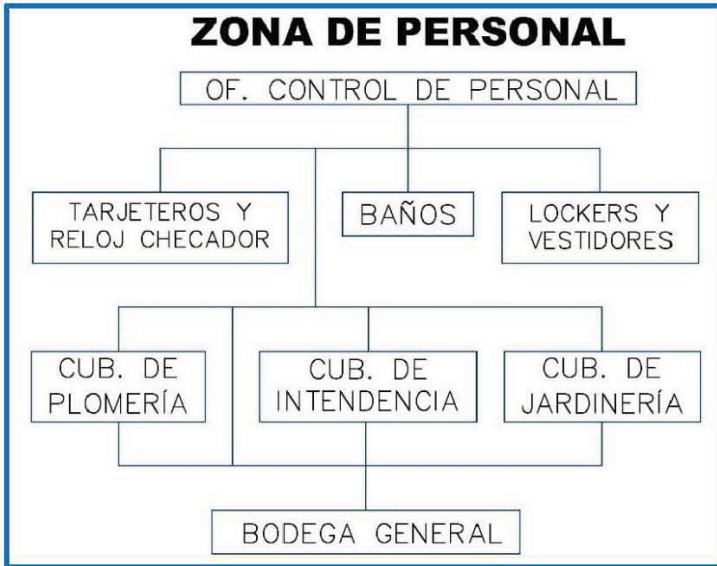 ZONA DE PERSONAL
OF. CONTROL DE PERSONAL
TARJETEROS Y
RELOJ CHECADOR
BAÑOS
LOCKERS Y
VESTIDORES
CUB. DE
PLOMERÍA
CUB. DE
INTENDENCIA
CUB. DE
JARDINERÍA
BODEGA GENERAL